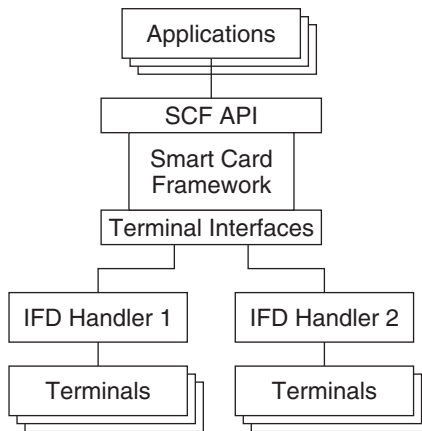 Applications
SCF API
Smart Card
Framework
Terminal Interfaces
IFD Handler 1
IFD Handler 2
Terminals
Terminals